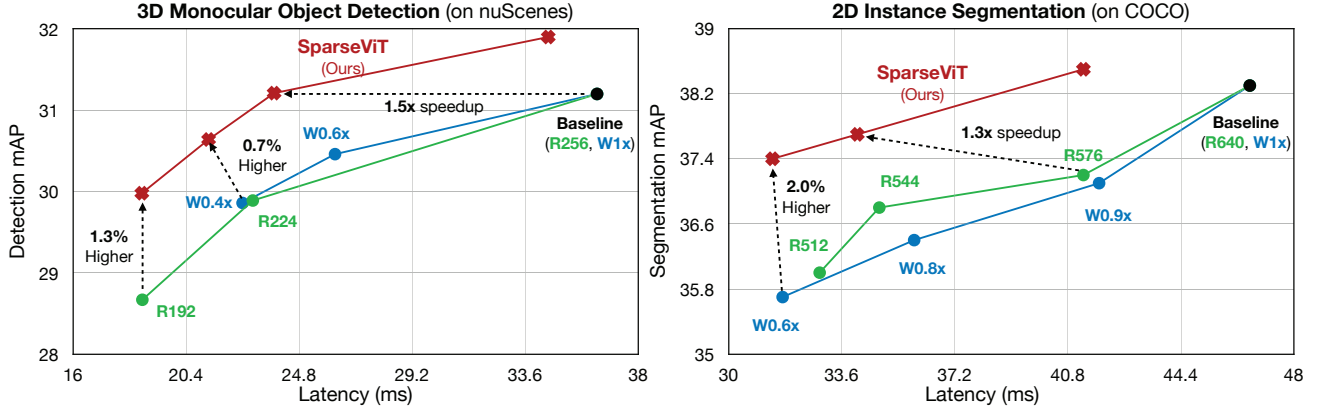 3D Monocular Object Detection (on nuScenes)
Detection mAP
32
31
30
29
28
16
20.4
24.8
29.2
33.6
38
Latency (ms)
SparseViT
(Ours)
1.5x speedup
W0.6x
0.7%
Higher
Baseline
(R256, W1x)
W0.4x
R224
1.3%
Higher
R192
2D Instance Segmentation (on COCO)
Segmentation mAP
39
38.2
37.4
36.6
35.8
35
30
33.6
37.2
40.8
44.4
48
Latency (ms)
SparseViT
(Ours)
1.3x speedup
Baseline
(R640, W1x)
R576
R544
2.0%
Higher
W0.9x
R512
W0.8x
W0.6x